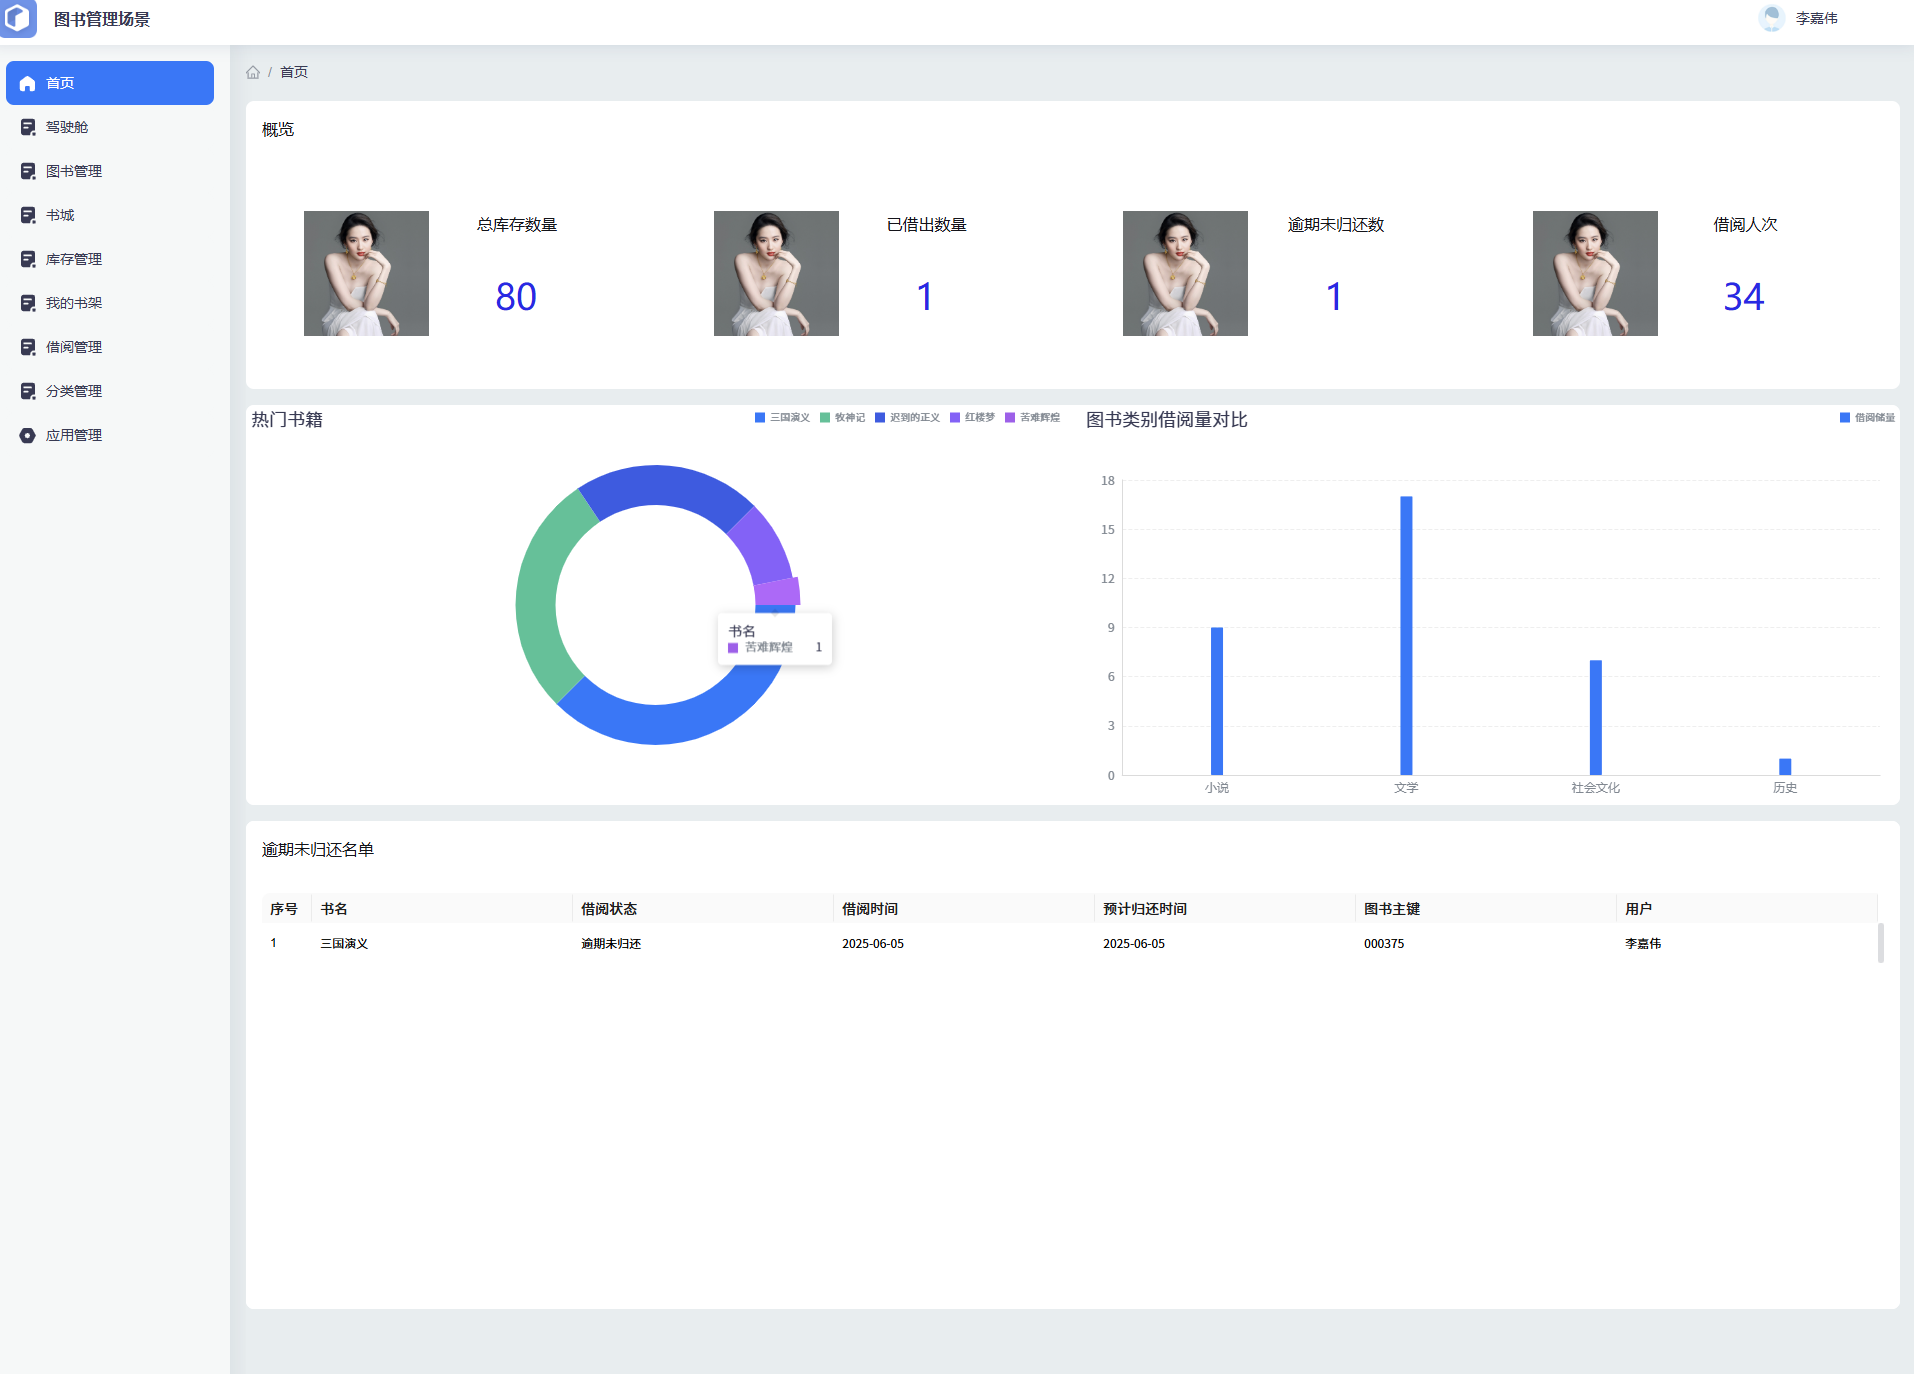 图书管理场景
李嘉伟
首页
驾驶舱
图书管理
书城
库存管理
我的书架
借阅管理
分类管理
应用管理
/ 首页
概览
总库存数量
80
已借出数量
1
逾期未归还数
1
借阅人次
34
热门书籍
三国演义 牧神记 迟到的正义 红楼梦 苦难辉煌
书名
苦难辉煌 1
图书类别借阅量对比
借阅储量
18
15
12
9
6
3
0
小说 文学 社会文化 历史
逾期未归还名单
序号 书名 借阅状态 借阅时间 预计归还时间 图书主键 用户
1 三国演义 逾期未归还 2025-06-05 2025-06-05 000375 李嘉伟